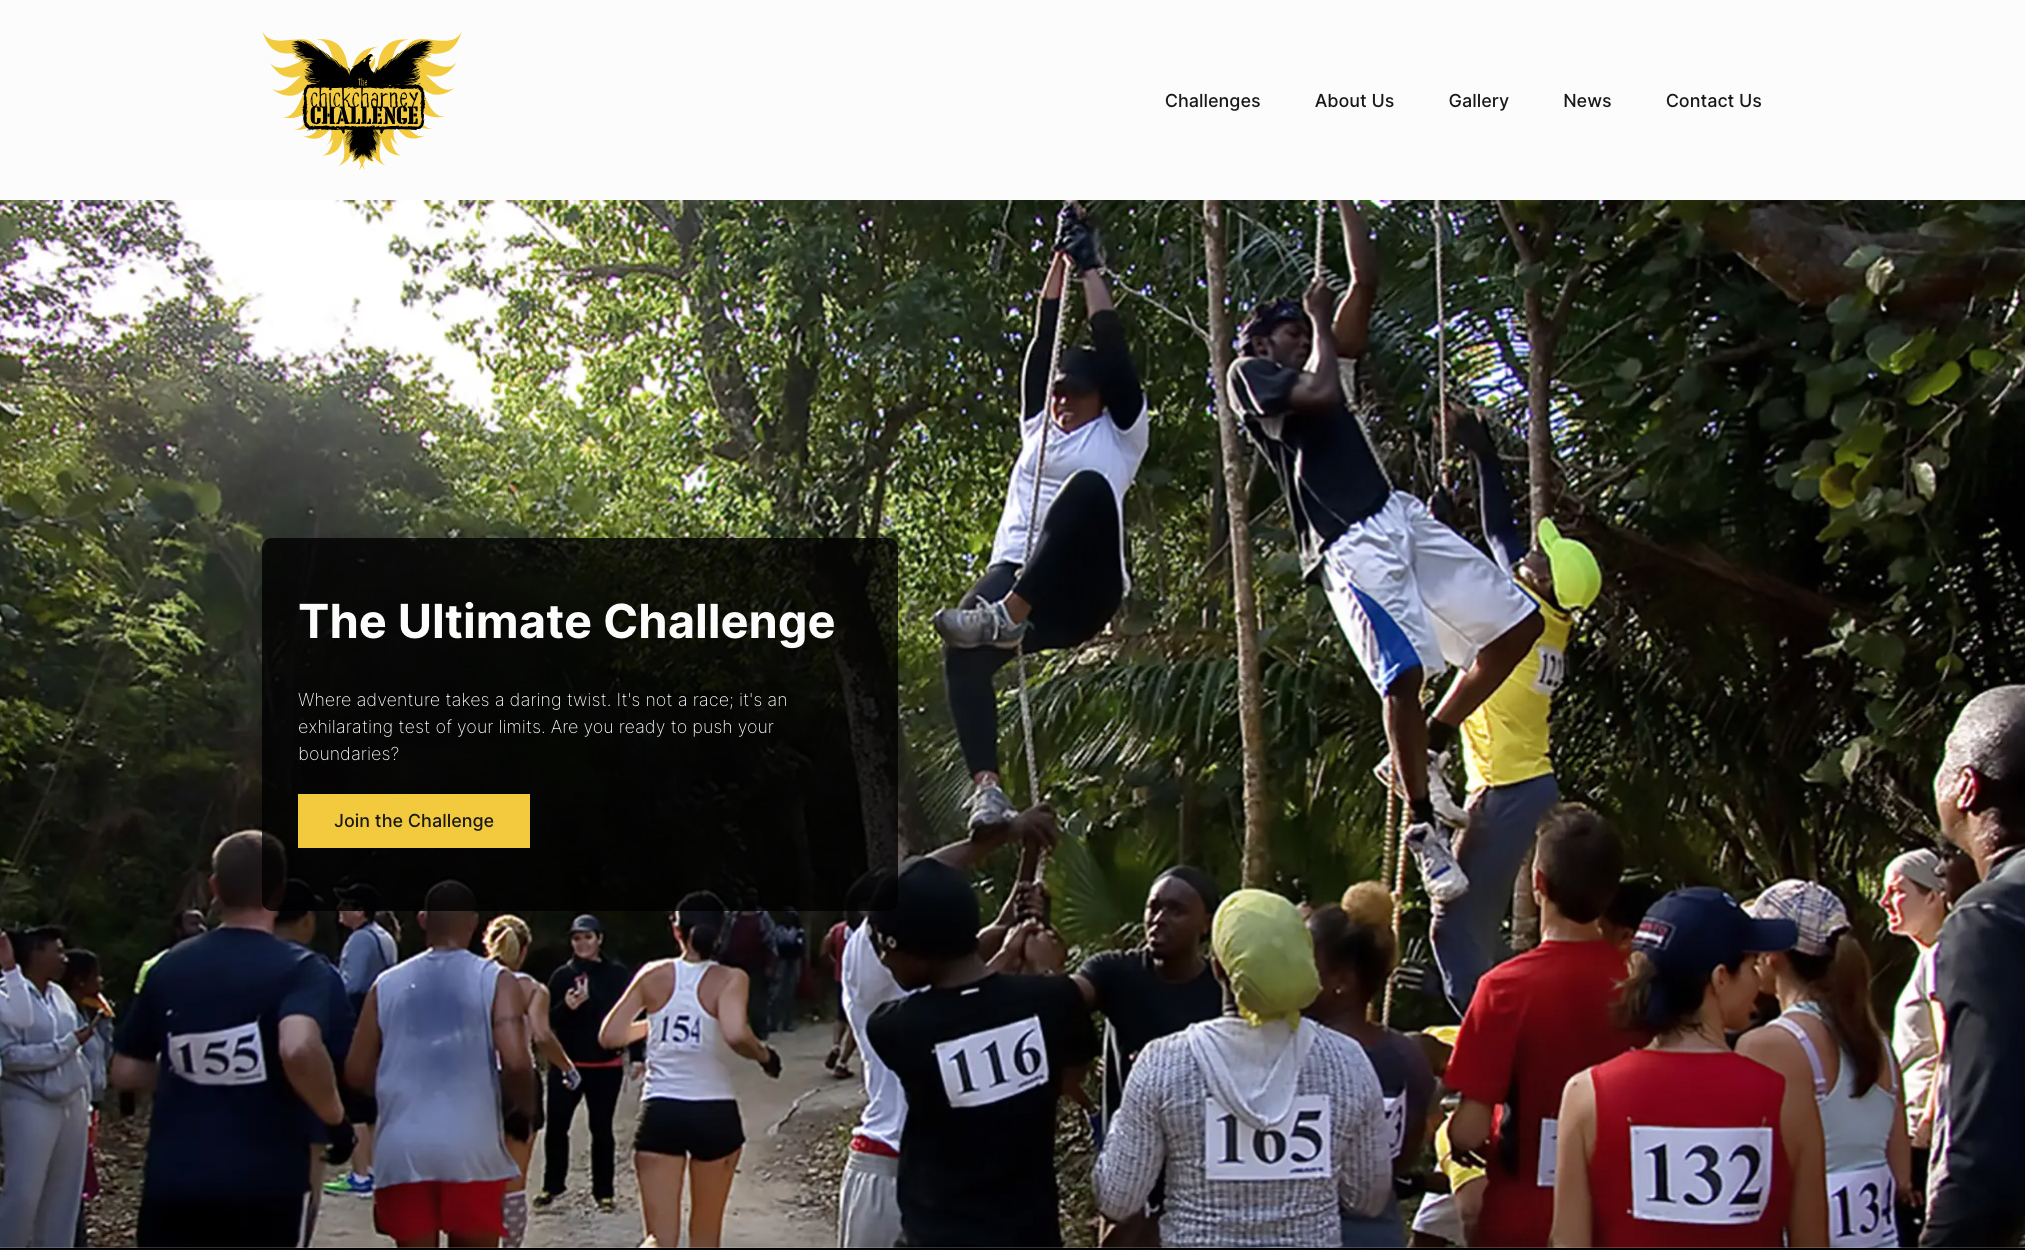 The
chickcharney
CHALLENGE
Challenges
About Us
Gallery
News
Contact Us
The Ultimate Challenge
Where adventure takes a daring twist. It's not a race; it's an
exhilarating test of your limits. Are you ready to push your
boundaries?
Join the Challenge
155
154
116
165
132
134